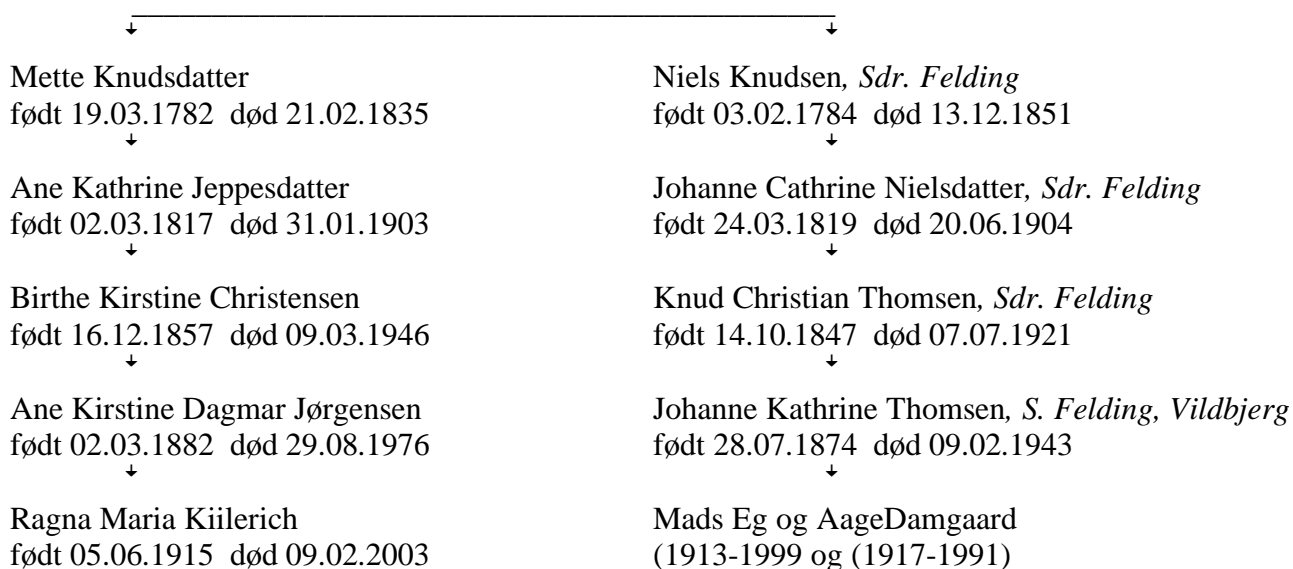 Mette Knudsdatter
født 19.03.1782 død 21.02.1835
Niels Knudsen, Sdr. Felding
født 03.02.1784 død 13.12.1851
Ane Kathrine Jeppesdatter
født 02.03.1817 død 31.01.1903
Johanne Cathrine Nielsdatter, Sdr. Felding
født 24.03.1819 død 20.06.1904
Birthe Kirstine Christensen
født 16.12.1857 død 09.03.1946
Knud Christian Thomsen, Sdr. Felding
født 14.10.1847 død 07.07.1921
Ane Kirstine Dagmar Jørgensen
født 02.03.1882 død 29.08.1976
Johanne Kathrine Thomsen, S. Felding, Vildbjerg
født 28.07.1874 død 09.02.1943
Ragna Maria Kiilerich
født 05.06.1915 død 09.02.2003
Mads Eg og AageDamgaard
(1913-1999 og (1917-1991)